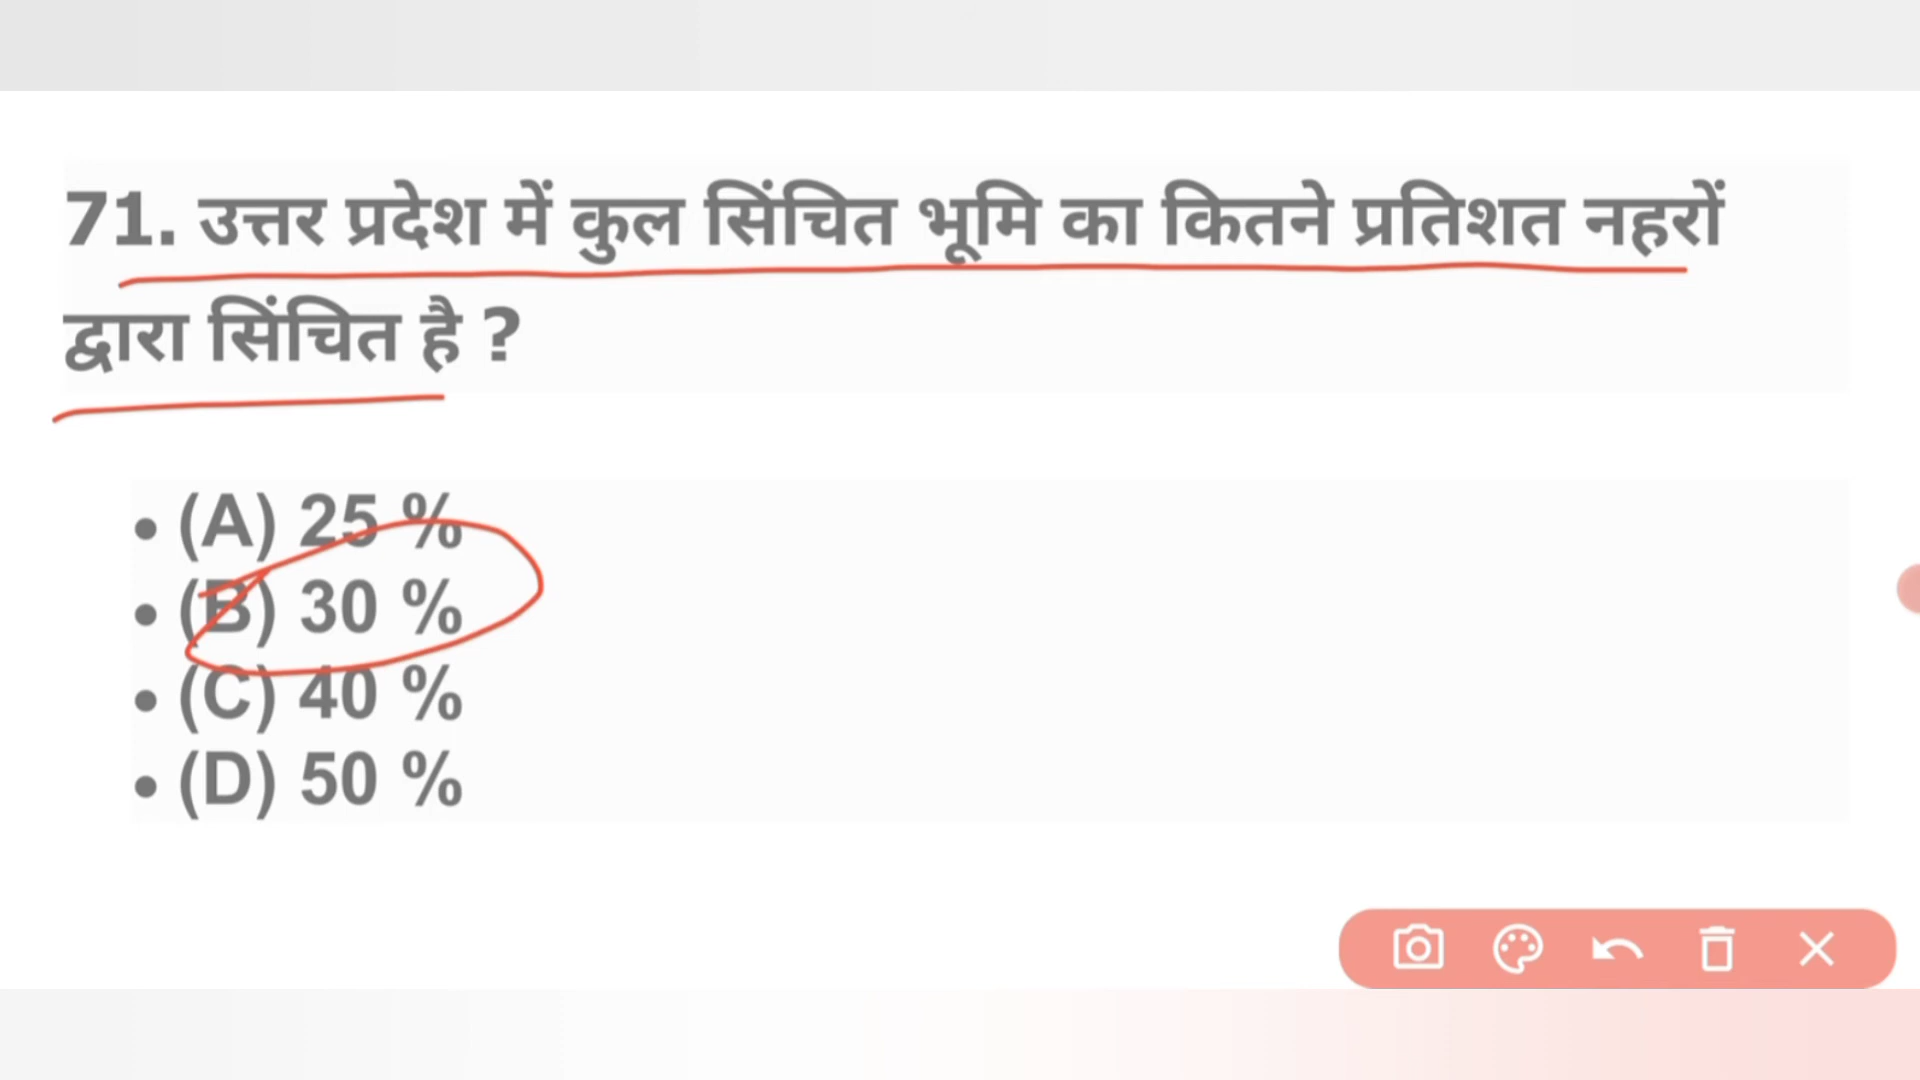 71. उत्तर प्रदेश में कुल सिंचित भूमि का कितने प्रतिशत नहरों
द्वारा सिंचित है ?
• (A) 25 %
• (B) 30 %
• (C) 40 %
• (D) 50 %